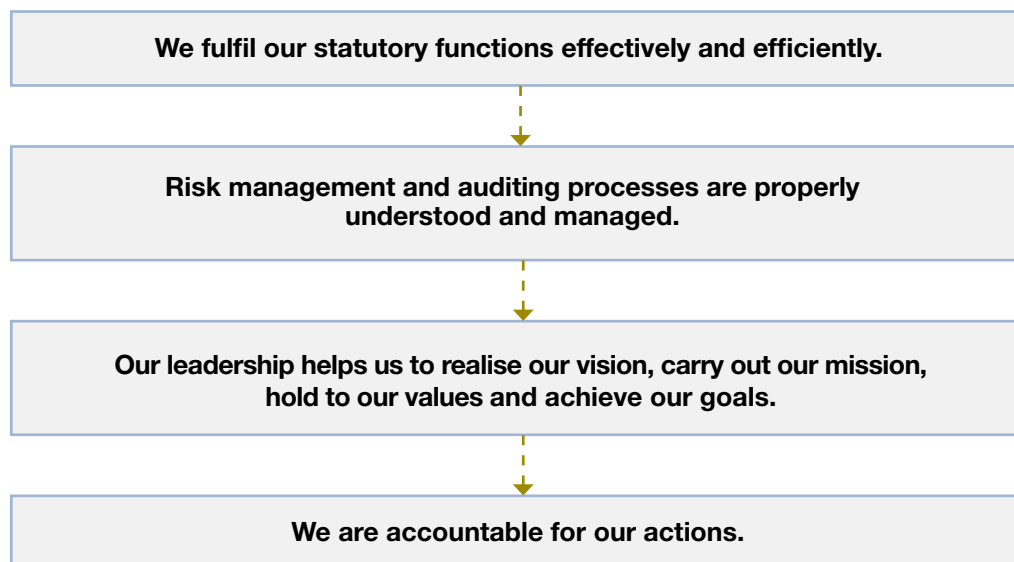 We fulfil our statutory functions effectively and efficiently.
Risk management and auditing processes are properly
understood and managed.
Our leadership helps us to realise our vision, carry out our mission,
hold to our values and achieve our goals.
We are accountable for our actions.